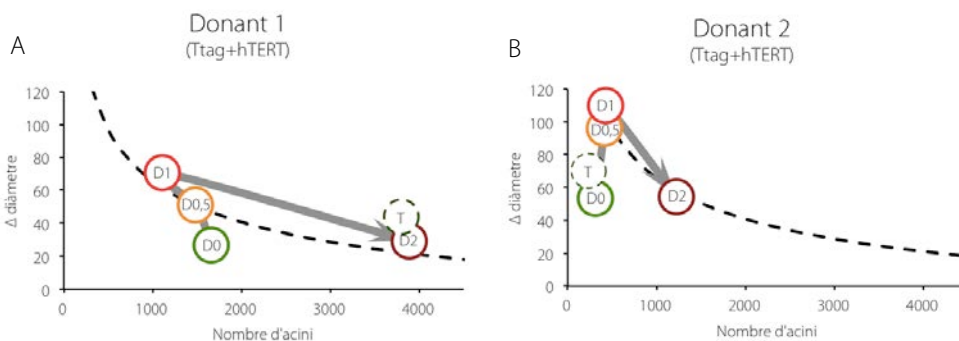 A
Donant 1
(Ttag+hTERT)
Δ diàmetre
120
100
80
60
40
20
0
D1
D0,5
D0
T
D2
0 1000 2000 3000 4000
Nombre d'acini
B
Donant 2
(Ttag+hTERT)
Δ diàmetre
120
100
80
60
40
20
0
D1
D0,5
T
D0
D2
0 1000 2000 3000 4000
Nombre d'acini